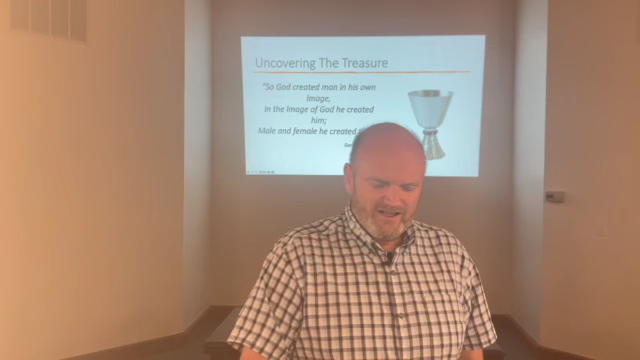 Uncovering The Treasure
"So God created man in his own
Image,
in the Image of God he created
him;
Male and female he created